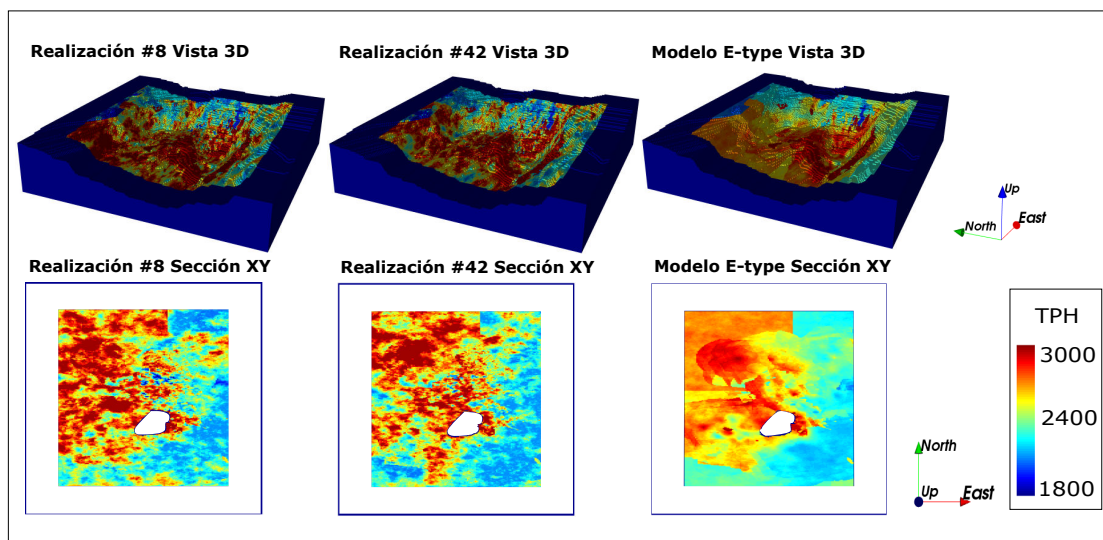 Realización #8 Vista 3D
Realización #42 Vista 3D
Modelo E-type Vista 3D
Up
North
East
Realización #8 Sección XY
Realización #42 Sección XY
Modelo E-type Sección XY
TPH
3000
2400
1800
North
Up
East